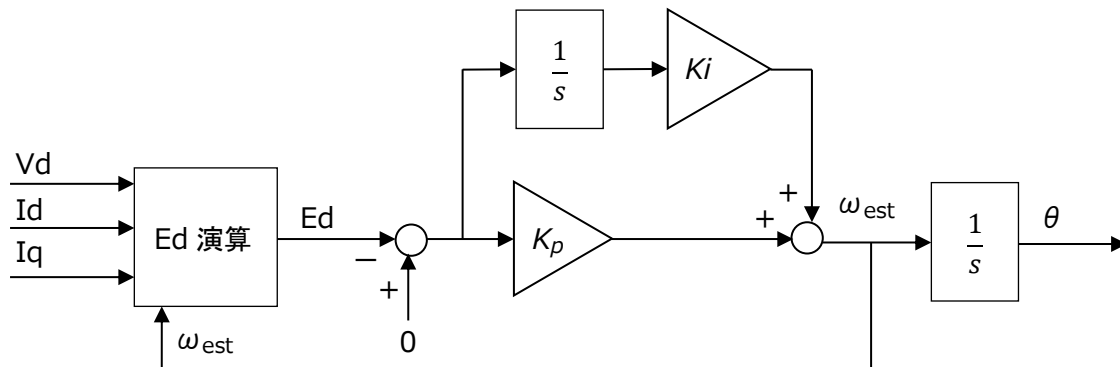 1
s
Ki
Vd
Id
Iq
Ed 演算
Ed
−
+
0
Kp
+
+
ωest
1
s
θ
ωest